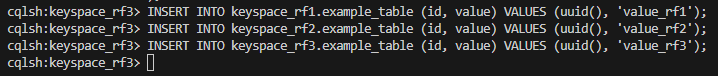 cqlsh:keyspace_rf3> INSERT INTO keyspace_rf1.example_table (id, value) VALUES (uuid(), 'value_rf1');
cqlsh:keyspace_rf3> INSERT INTO keyspace_rf2.example_table (id, value) VALUES (uuid(), 'value_rf2');
cqlsh:keyspace_rf3> INSERT INTO keyspace_rf3.example_table (id, value) VALUES (uuid(), 'value_rf3');
cqlsh:keyspace_rf3>